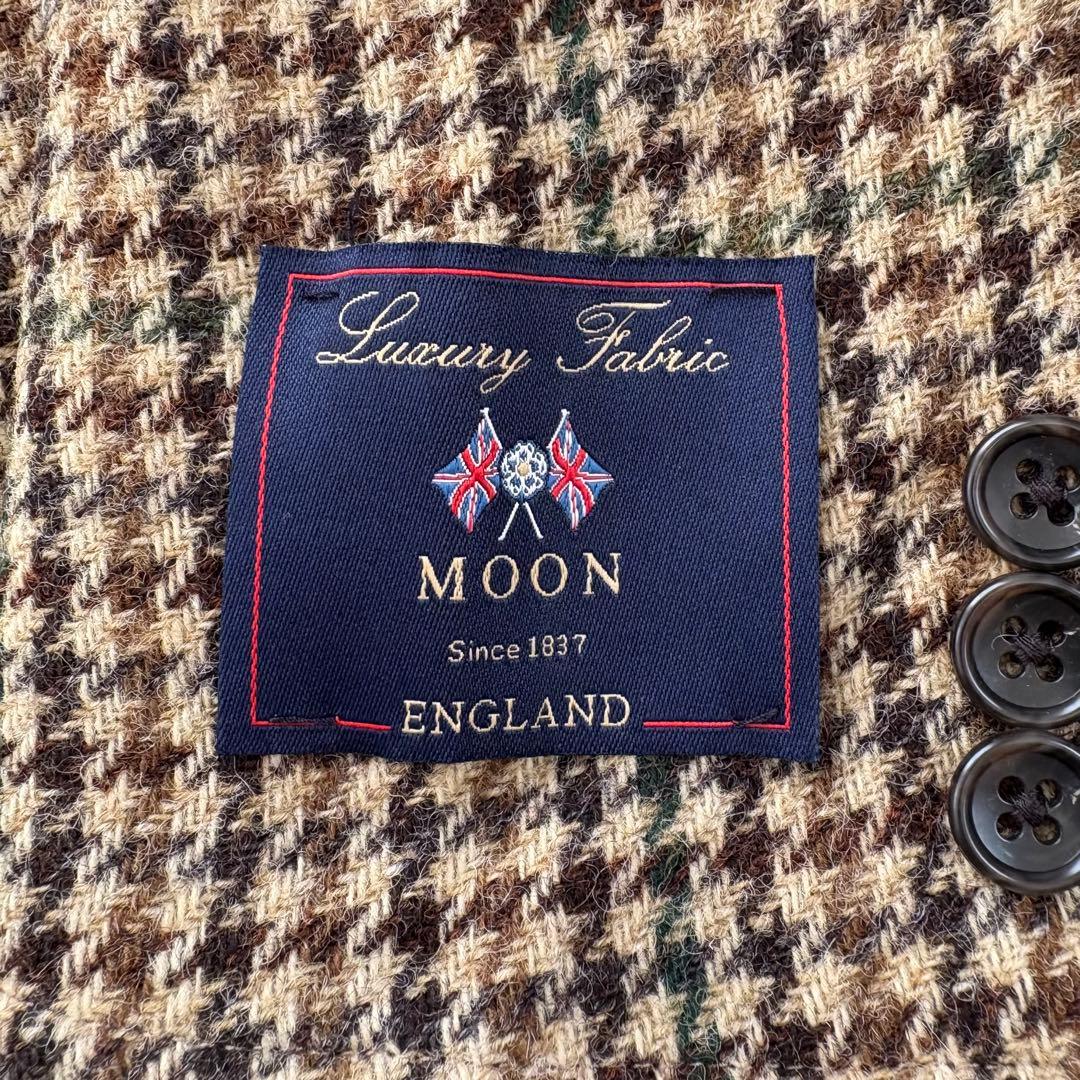 Luxury Fabric
MOON
Since 1837
ENGLAND